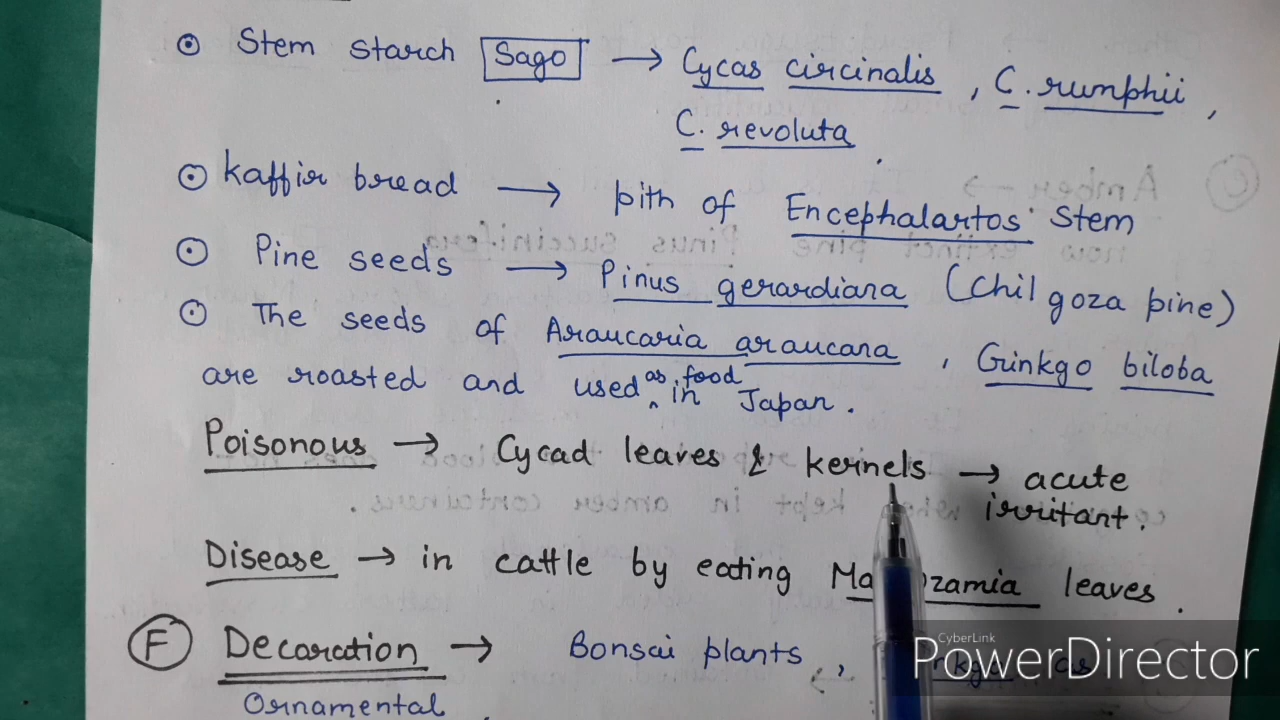 ⊙ Stem starch Sago → Cycas circinalis, C. rumphii,
C. revoluta.
⊙ kaffir bread → pith of Encephalartos Stem
⊙ Pine seeds → Pinus gerardiana (Chilgoza pine)
⊙ The seeds of Araucaria araucana, Ginkgo biloba
are roasted and used as food in Japan.
Poisonous → Cycad leaves & kernels → acute
irritant.
Disease → in cattle by eating leaves.
F Decoration → Bonsai plants,
Ornamental
CyberLink
PowerDirector